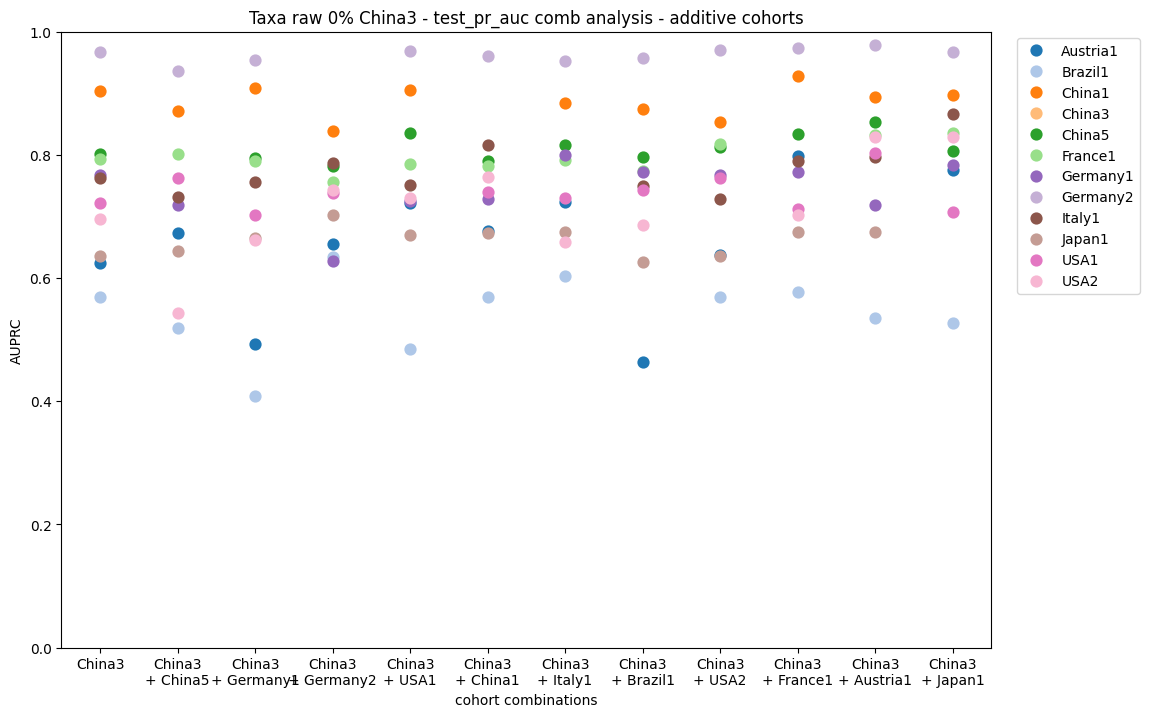 Taxa raw 0% China3 - test_pr_auc comb analysis - additive cohorts
1.0
0.8
0.6
0.4
0.2
0.0
AUPRC
China3
China3
+ China5
China3
+ Germany1
China3
+ Germany2
China3
+ USA1
China3
+ China1
China3
+ Italy1
China3
+ Brazil1
China3
+ USA2
China3
+ France1
China3
+ Austria1
China3
+ Japan1
cohort combinations
Austria1
Brazil1
China1
China3
China5
France1
Germany1
Germany2
Italy1
Japan1
USA1
USA2